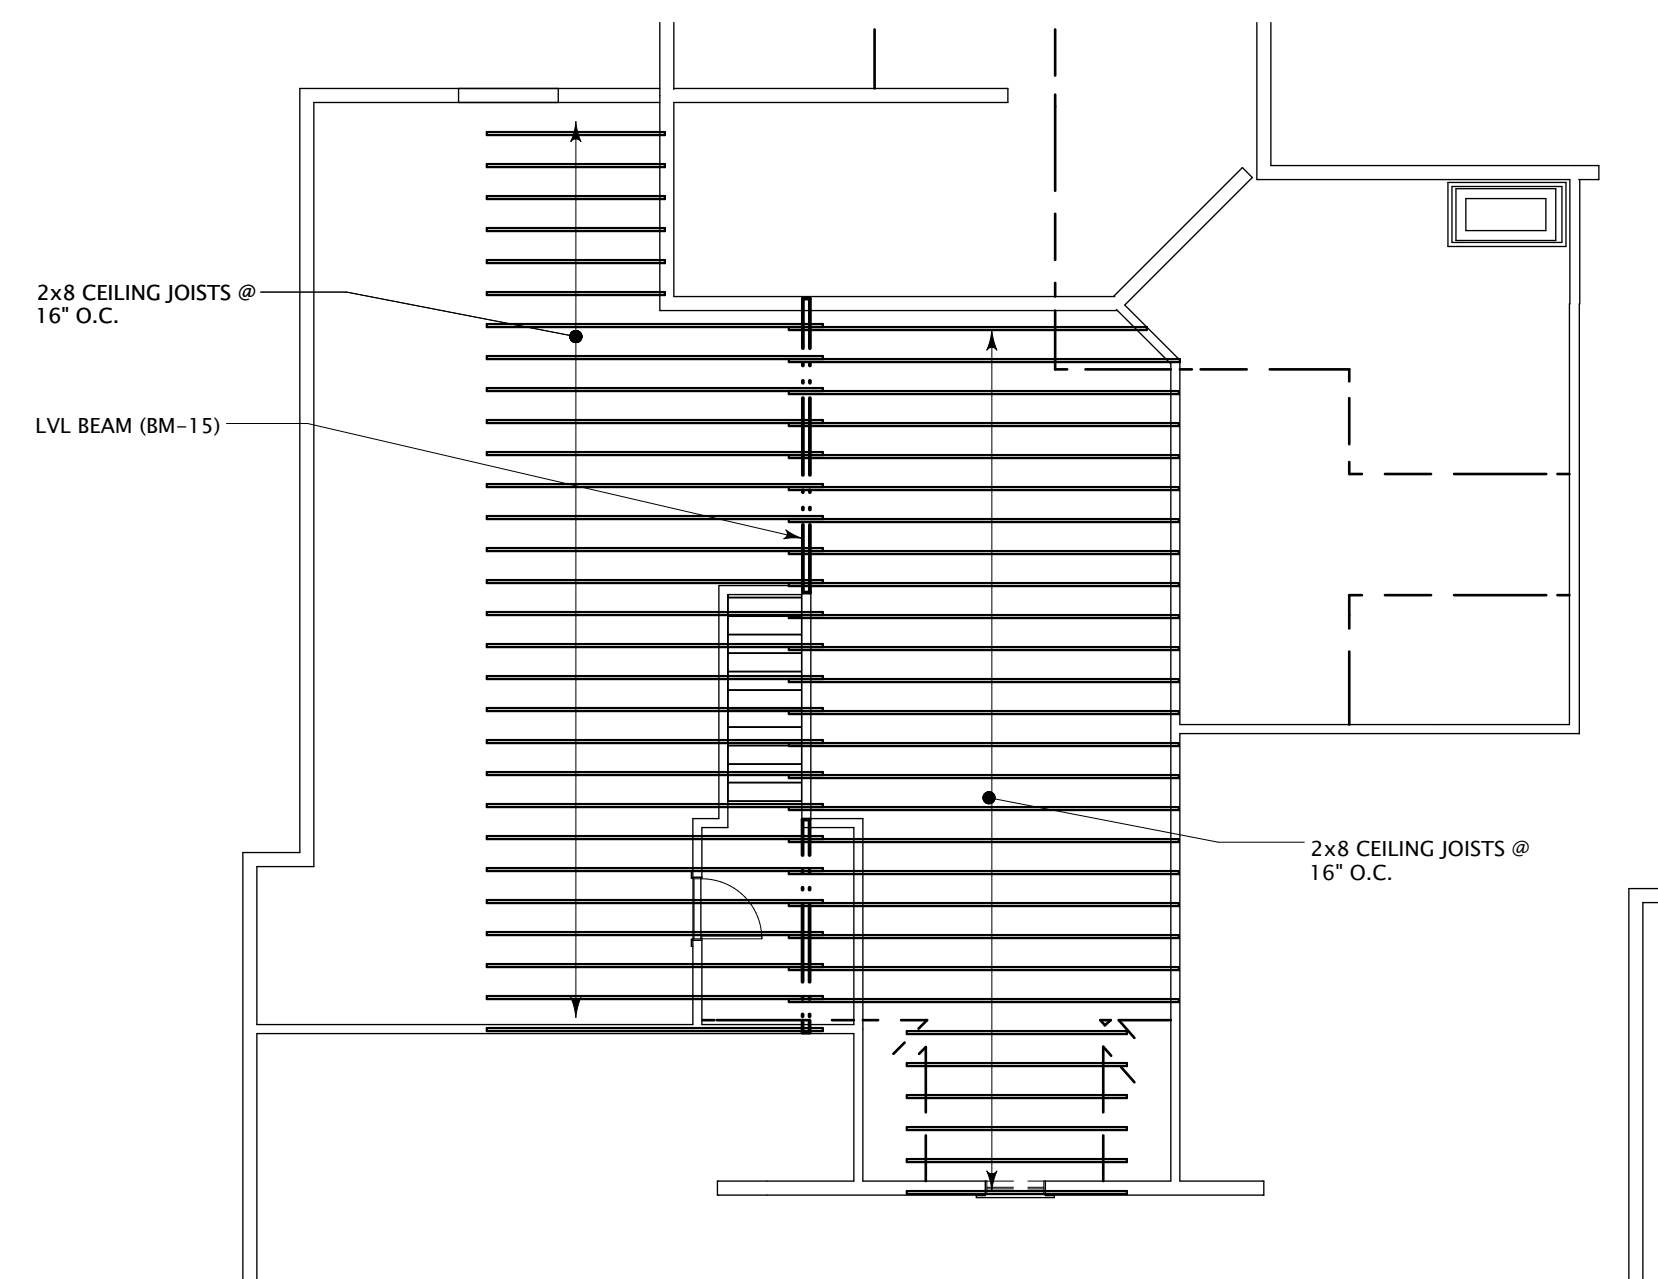 2x8 CEILING JOISTS @
16" O.C.
LVL BEAM (BM-15)
2x8 CEILING JOISTS @
16" O.C.